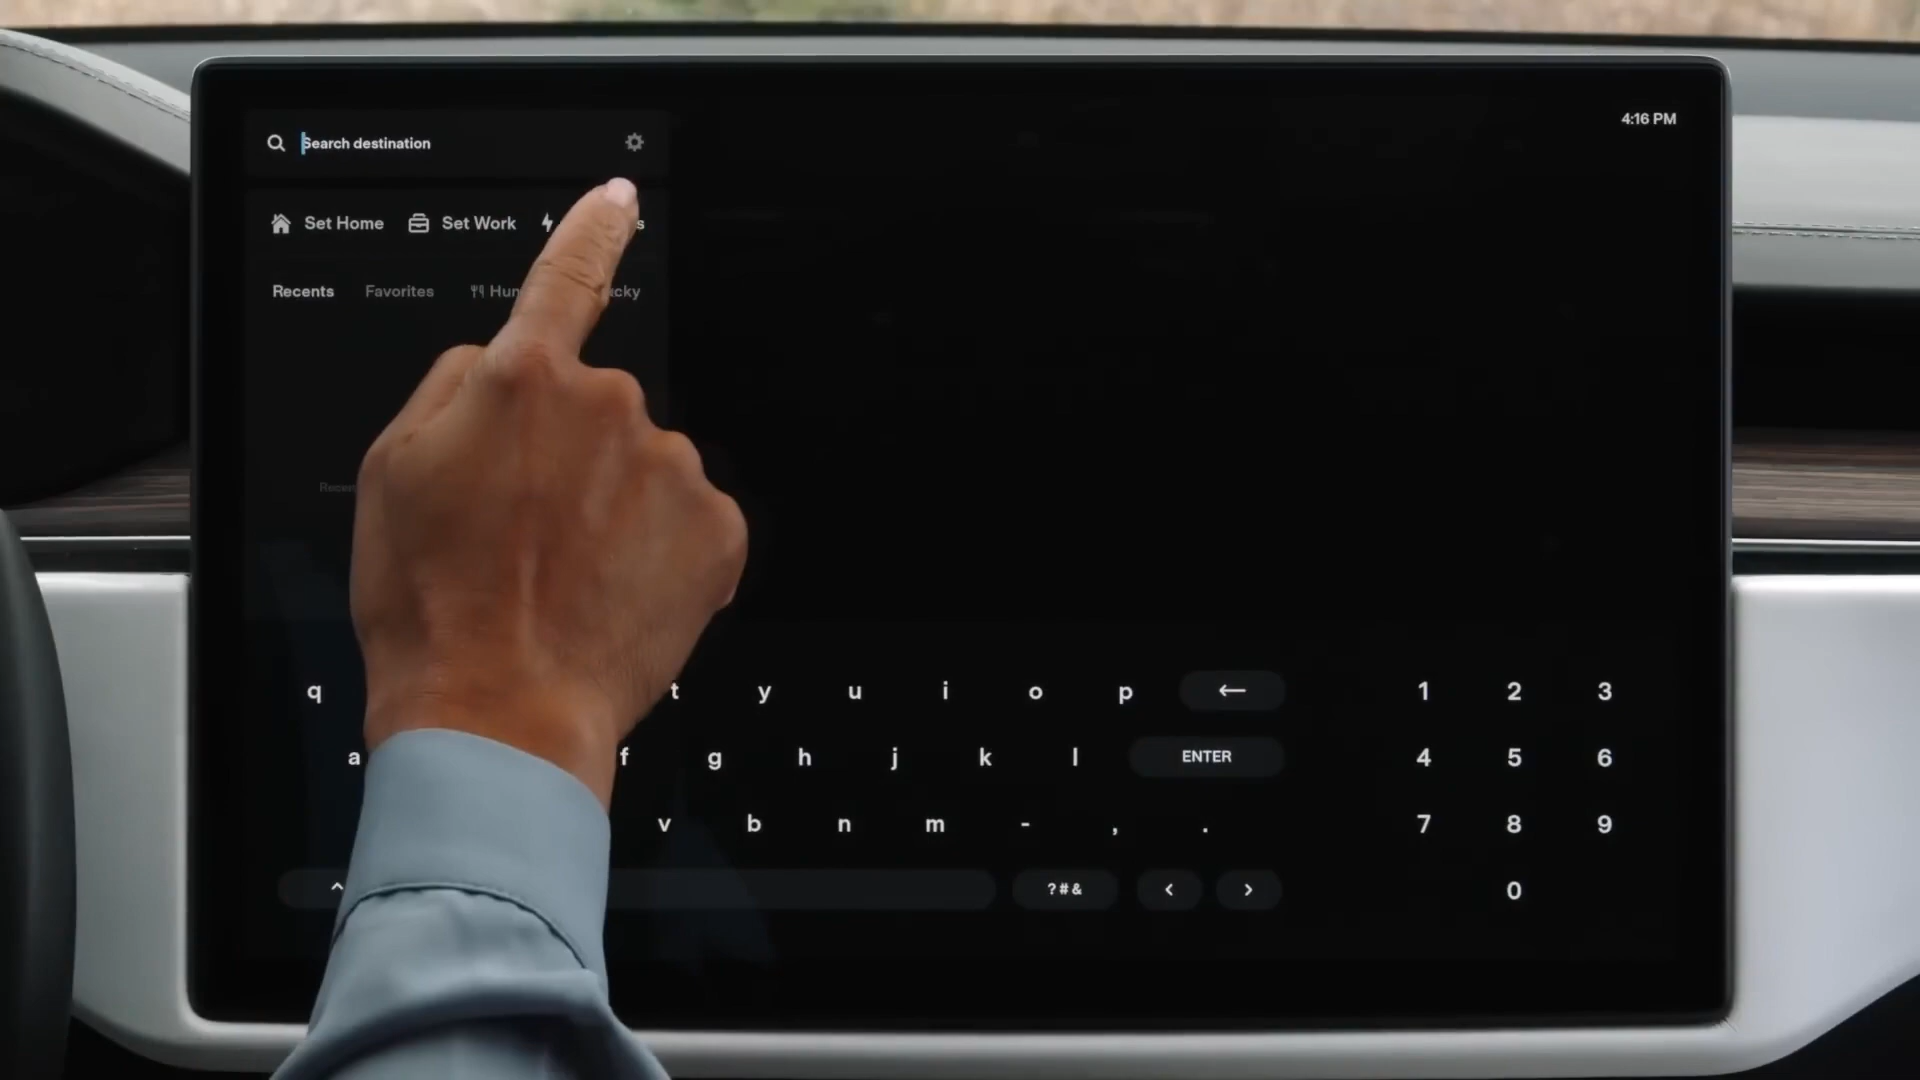 4:16 PM
Search destination
Set Home Set Work
Recents Favorites
q t y u i o p ← 1 2 3
a f g h j k l ENTER 4 5 6
v b n m - , . 7 8 9
^ ?#& < > 0